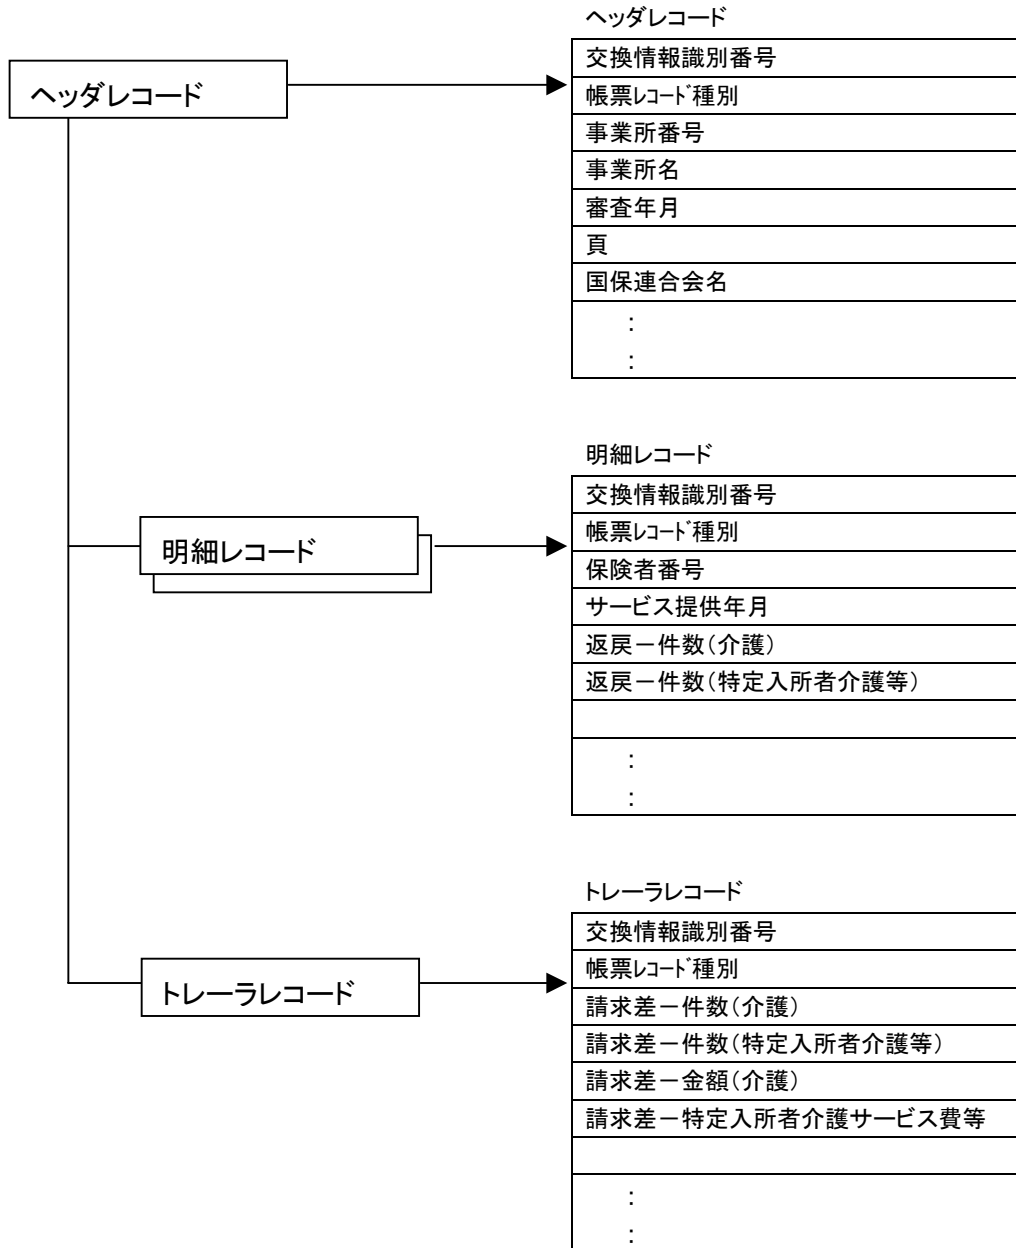 ヘッダレコード
ヘッダレコード
交換情報識別番号
帳票ﾚｺｰﾄﾞ種別
事業所番号
事業所名
審査年月
頁
国保連合会名
：
：
明細レコード
明細レコード
交換情報識別番号
帳票ﾚｺｰﾄﾞ種別
保険者番号
サービス提供年月
返戻－件数（介護）
返戻－件数（特定入所者介護等）
：
：
トレーラレコード
トレーラレコード
交換情報識別番号
帳票ﾚｺｰﾄﾞ種別
請求差－件数（介護）
請求差－件数（特定入所者介護等）
請求差－金額（介護）
請求差－特定入所者介護サービス費等
：
：